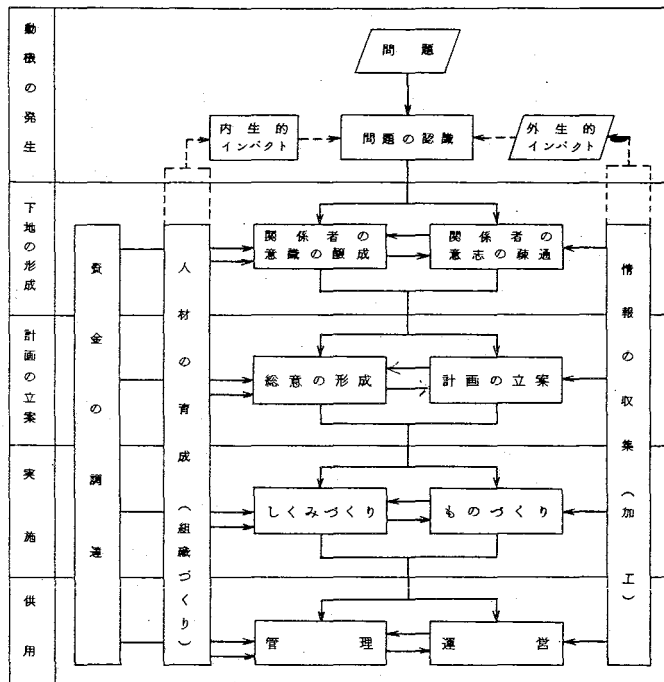 動機の発生
問題
内生的
インパクト
問題の認識
外生的
インパクト
下地の形成
関係者の
意識の醸成
関係者の
意志の疎通
計画の立案
総意の形成
計画の立案
実施
しくみづくり
ものづくり
供用
管理
運営
資金の調達
人材の育成(組織づくり)
情報の収集(加工)